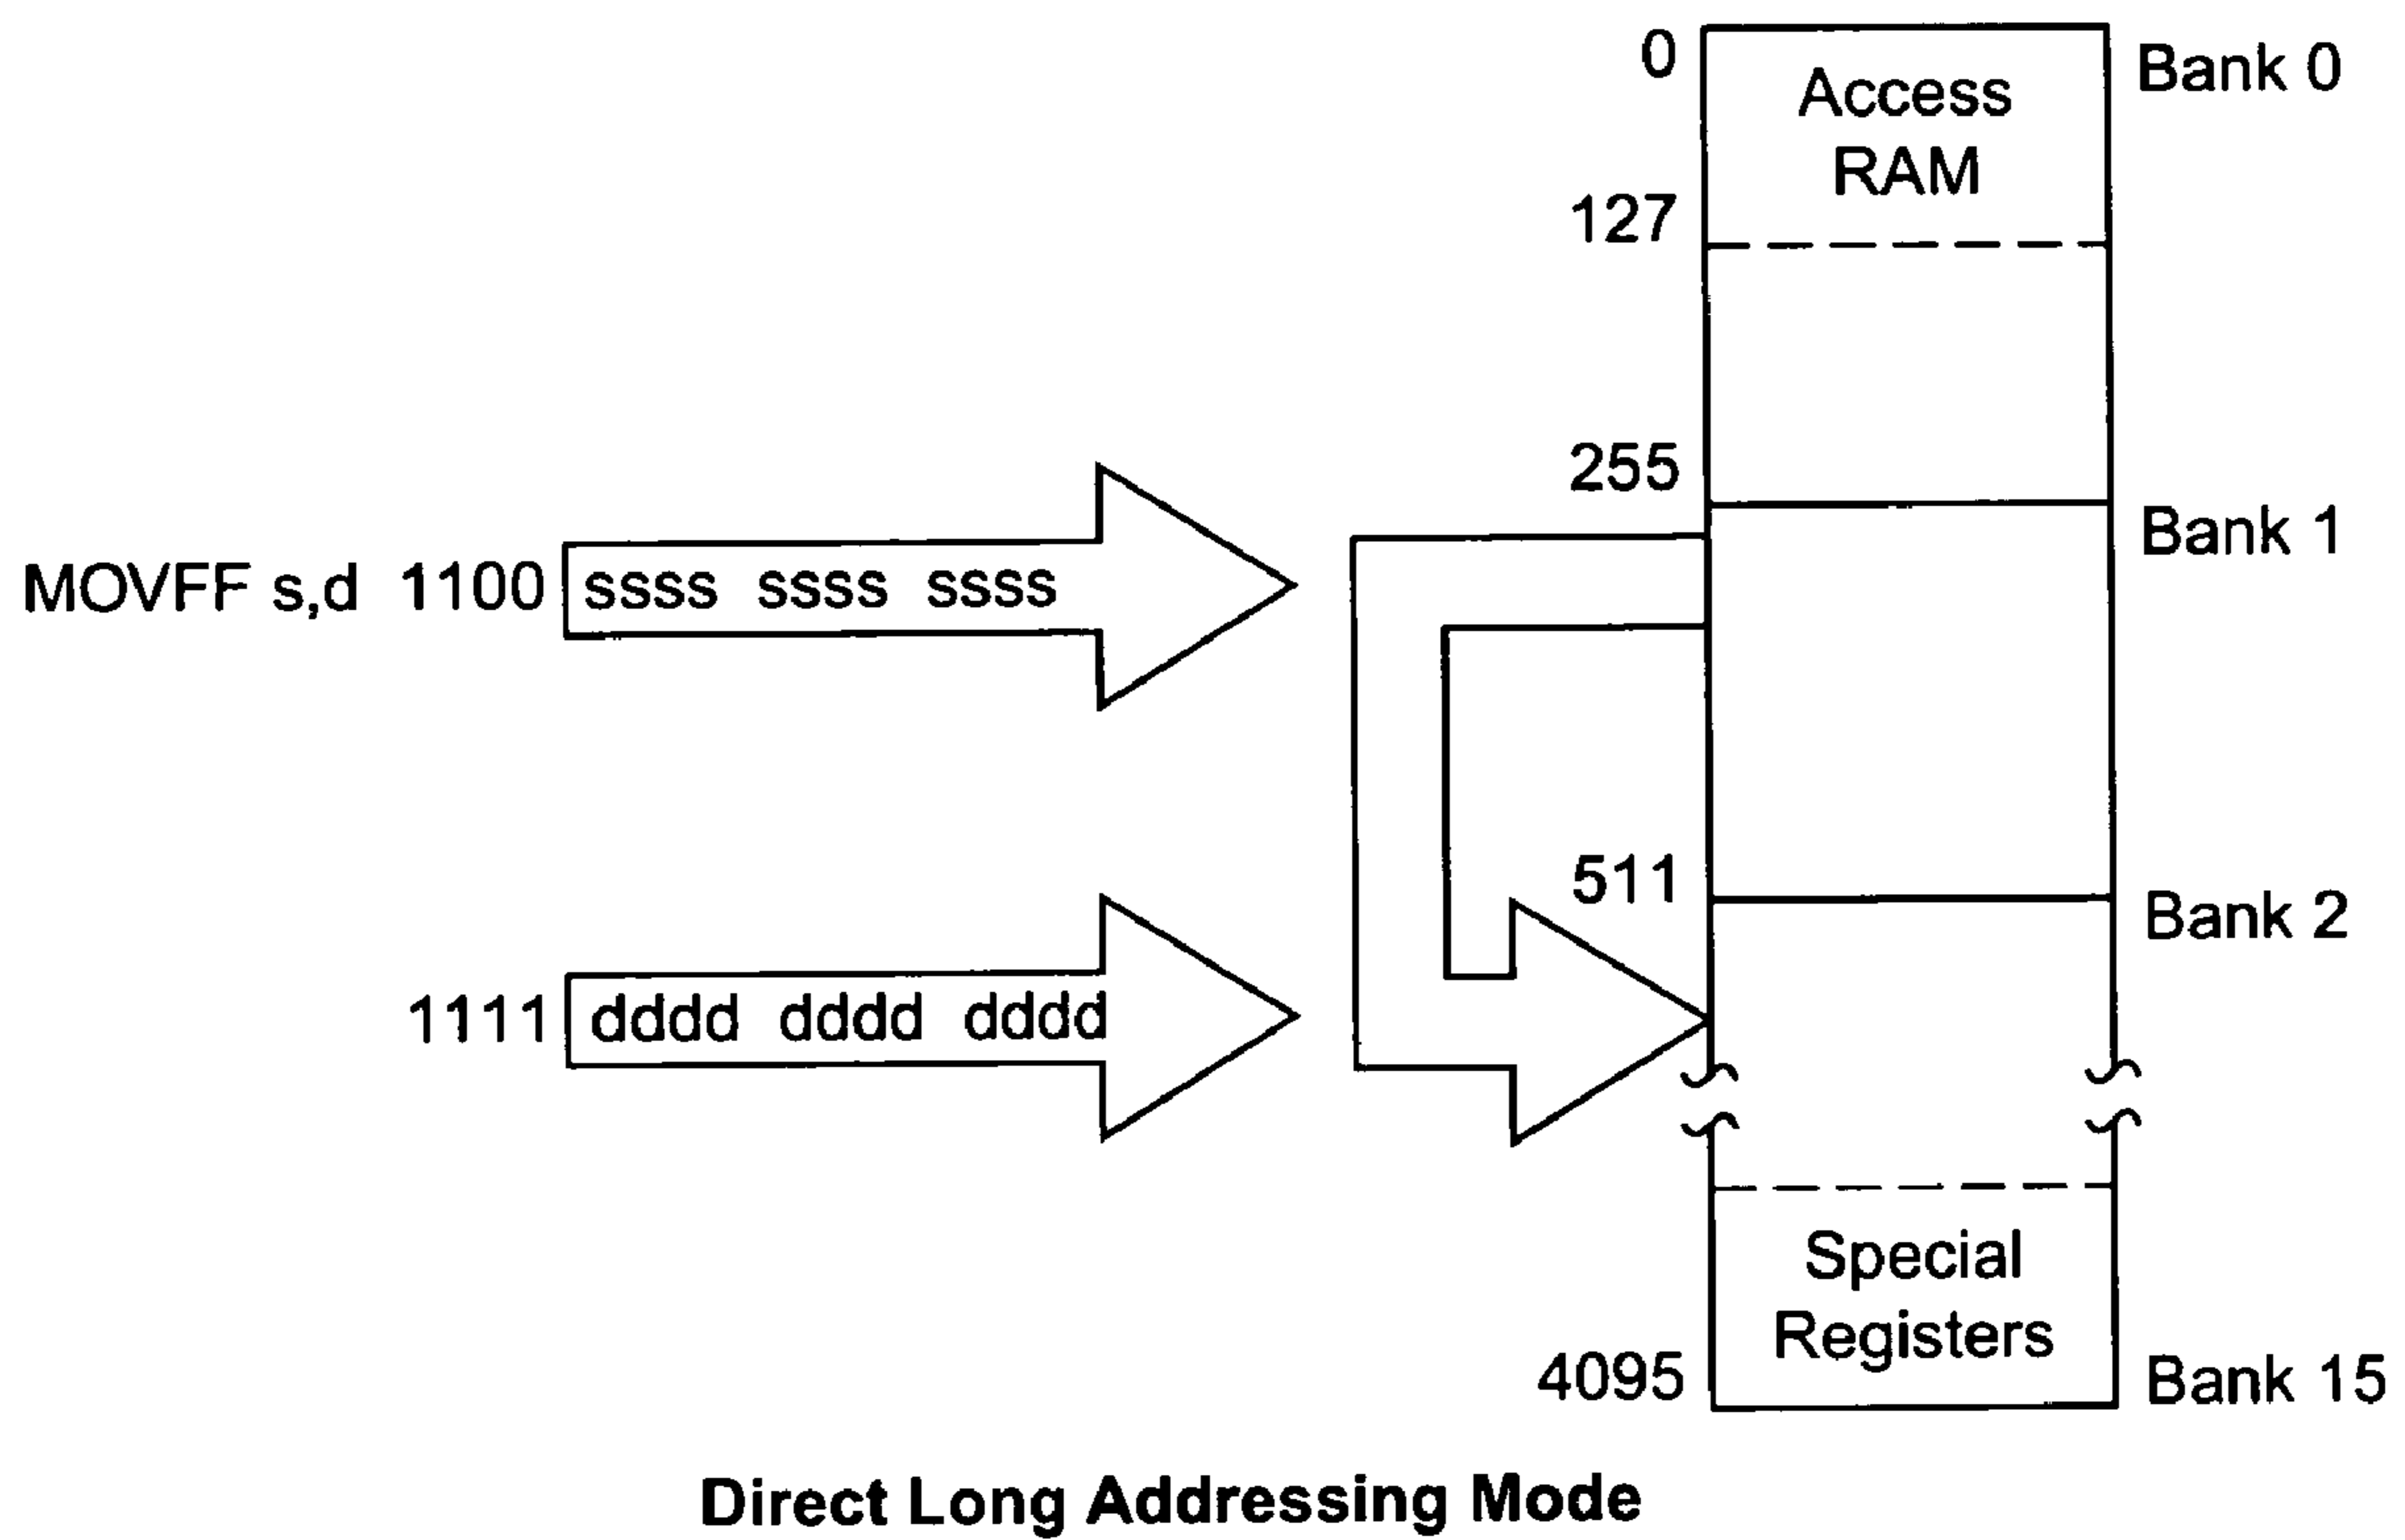 0
Access
RAM
Bank 0
127
255
Bank 1
MOVFF s,d 1100 ssss ssss ssss
511
Bank 2
1111 dddd dddd dddd
Special
Registers
4095
Bank 15
Direct Long Addressing Mode